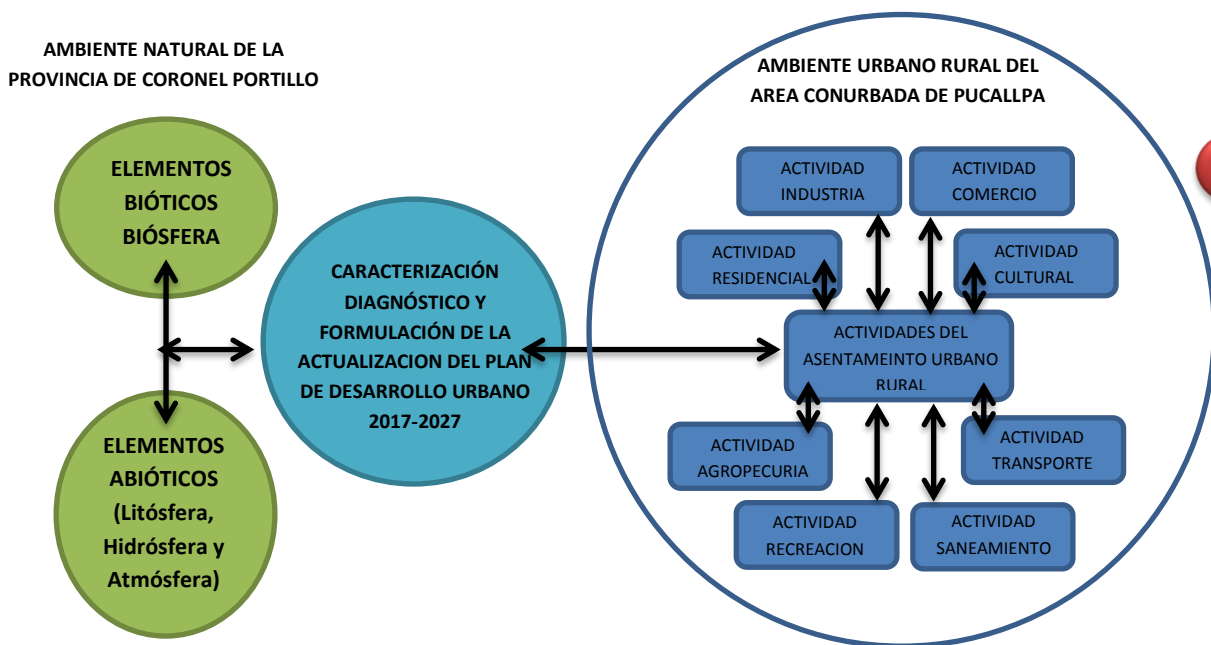 AMBIENTE NATURAL DE LA
PROVINCIA DE CORONEL PORTILLO
ELEMENTOS
BIÓTICOS
BIÓSFERA
ELEMENTOS
ABIÓTICOS
(Litósfera,
Hidrósfera y
Atmósfera)
CARACTERIZACIÓN
DIAGNÓSTICO Y
FORMULACIÓN DE LA
ACTUALIZACION DEL PLAN
DE DESARROLLO URBANO
2017-2027
AMBIENTE URBANO RURAL DEL
AREA CONURBADA DE PUCALLPA
ACTIVIDAD
INDUSTRIA
ACTIVIDAD
COMERCIO
ACTIVIDAD
RESIDENCIAL
ACTIVIDAD
CULTURAL
ACTIVIDADES DEL
ASENTAMEINTO URBANO
RURAL
ACTIVIDAD
AGROPECURIA
ACTIVIDAD
TRANSPORTE
ACTIVIDAD
RECREACION
ACTIVIDAD
SANEAMIENTO